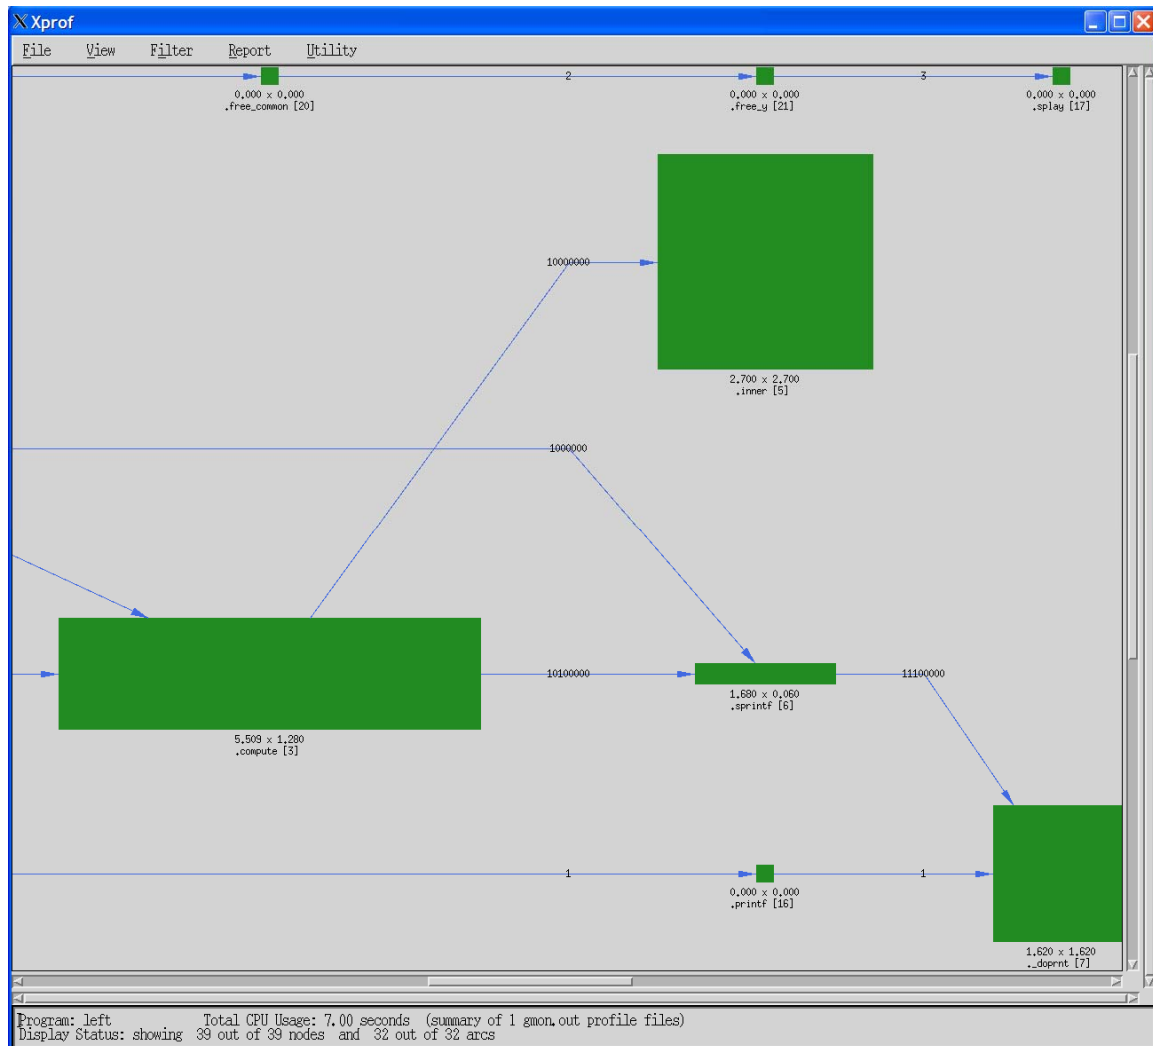 Xprof
File View Filter Report Utility
2 3
0.000 x 0.000 0.000 x 0.000 0.000 x 0.000
.free_common [20] .free_y [21] .splay [17]
10000000
2.700 x 2.700
.inner [5]
1000000
10100000 11100000
1.680 x 0.060
.sprintf [6]
5.509 x 1.280
.compute [3]
1 1
0.000 x 0.000
.printf [16]
1.620 x 1.620
._doprnt [7]
Program: left Total CPU Usage: 7.00 seconds (summary of 1 gmon.out profile files)
Display Status: showing 39 out of 39 nodes and 32 out of 32 arcs